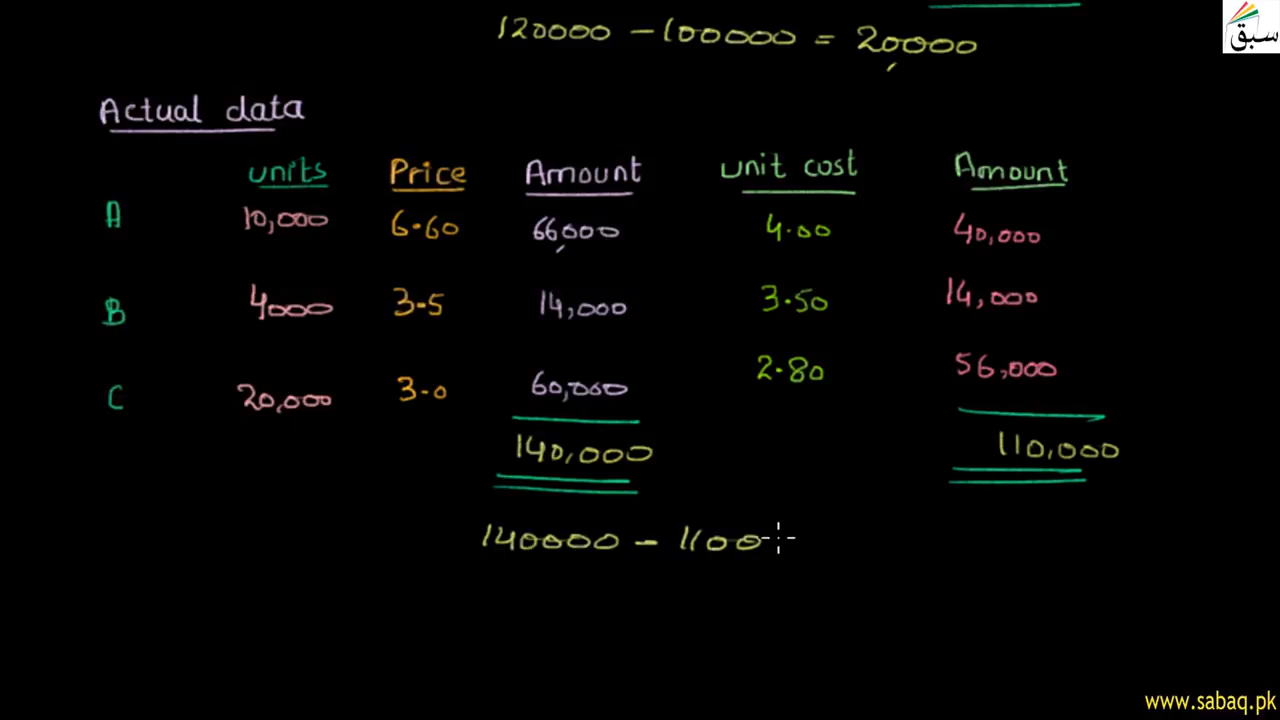 سبق
120000 - 100000 = 20,000
Actual data
units Price Amount unit cost Amount
A 10,000 6.60 66,000 4.00 40,000
B 4000 3.5 14,000 3.50 14,000
C 20,000 3.0 60,000 2.80 56,000
140,000 110,000
140000 - 1100
www.sabaq.pk